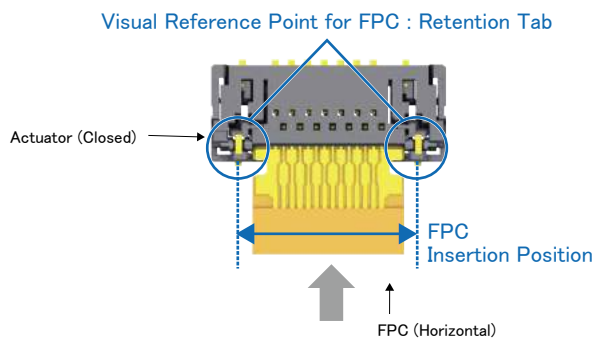 Visual Reference Point for FPC : Retention Tab
Actuator (Closed)
FPC
Insertion Position
FPC (Horizontal)